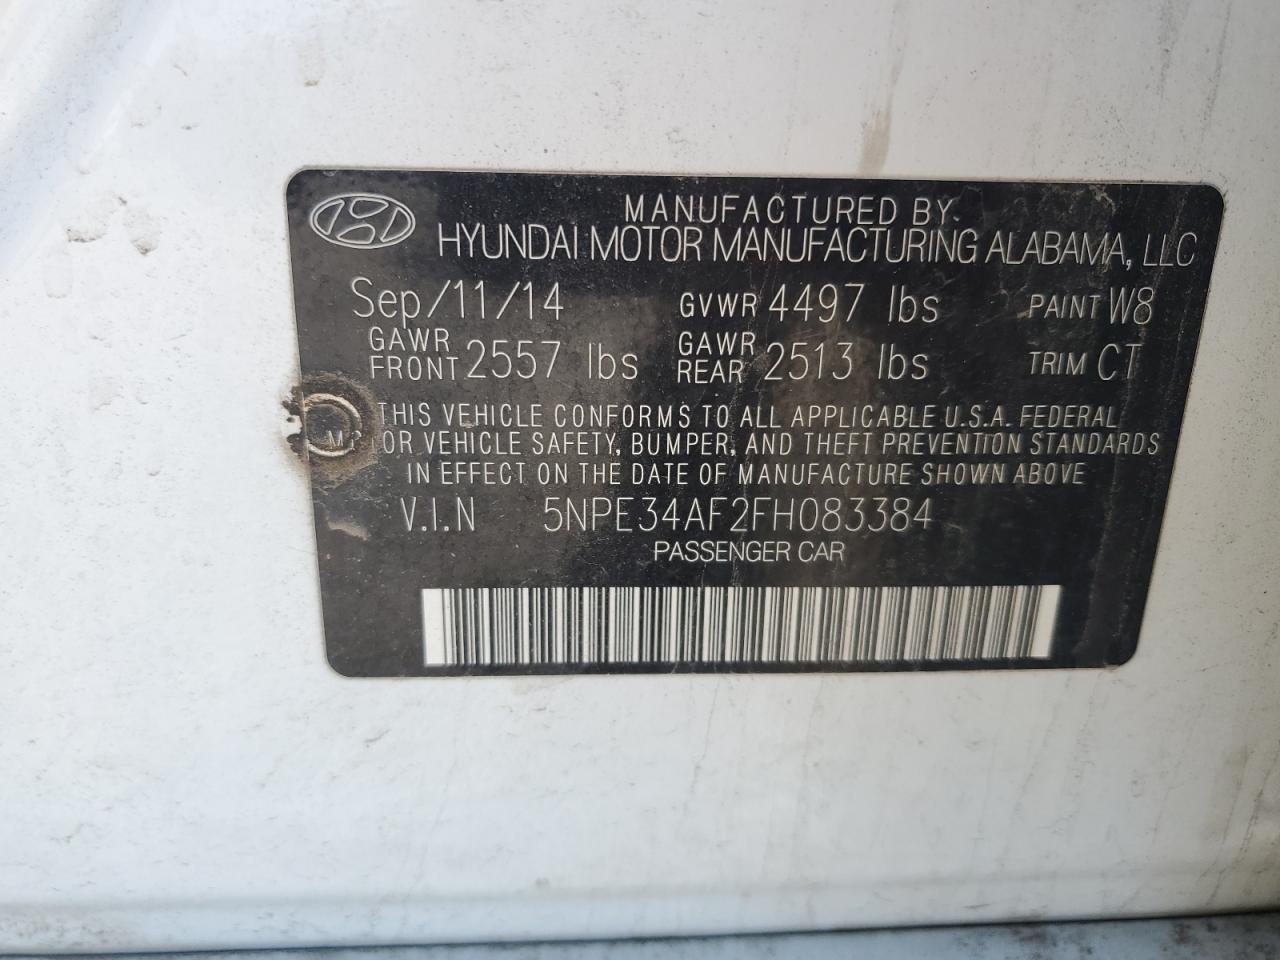 MANUFACTURED BY
HYUNDAI MOTOR MANUFACTURING ALABAMA, LLC
Sep/11/14 GVWR 4497 lbs PAINT W8
GAWR FRONT 2557 lbs GAWR REAR 2513 lbs TRIM CT
THIS VEHICLE CONFORMS TO ALL APPLICABLE U.S.A. FEDERAL
OR VEHICLE SAFETY, BUMPER, AND THEFT PREVENTION STANDARDS
IN EFFECT ON THE DATE OF MANUFACTURE SHOWN ABOVE
V.I.N 5NPE34AF2FH083384
PASSENGER CAR